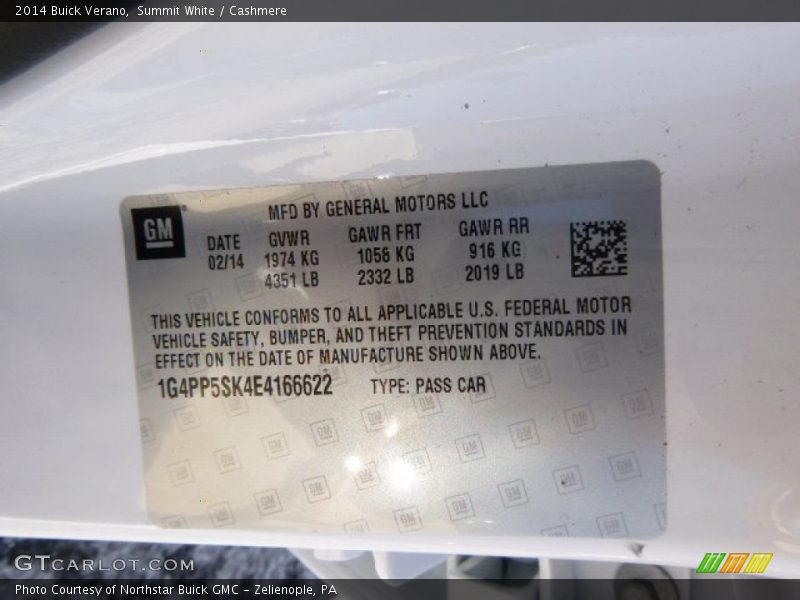 2014 Buick Verano, Summit White / Cashmere
GM
MFD BY GENERAL MOTORS LLC
DATE GVWR GAWR FRT GAWR RR
02/14 1974 KG 1058 KG 916 KG
4351 LB 2332 LB 2019 LB
THIS VEHICLE CONFORMS TO ALL APPLICABLE U.S. FEDERAL MOTOR
VEHICLE SAFETY, BUMPER, AND THEFT PREVENTION STANDARDS IN
EFFECT ON THE DATE OF MANUFACTURE SHOWN ABOVE.
1G4PP5SK4E4166622 TYPE: PASS CAR
GTCARLOT.COM
Photo Courtesy of Northstar Buick GMC - Zelienople, PA